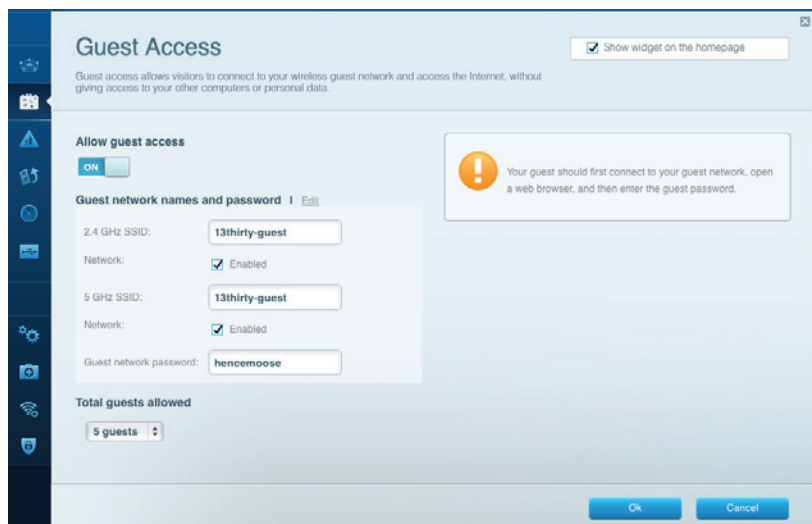 Guest Access
Show widget on the homepage
Guest access allows visitors to connect to your wireless guest network and access the Internet, without
giving access to your other computers or personal data.
Allow guest access
ON
Your guest should first connect to your guest network, open
a web browser, and then enter the guest password.
Guest network names and password | Edit
2.4 GHz SSID: 13thirty-guest
Network: Enabled
5 GHz SSID: 13thirty-guest
Network: Enabled
Guest network password: hencemoose
Total guests allowed
5 guests
Ok Cancel